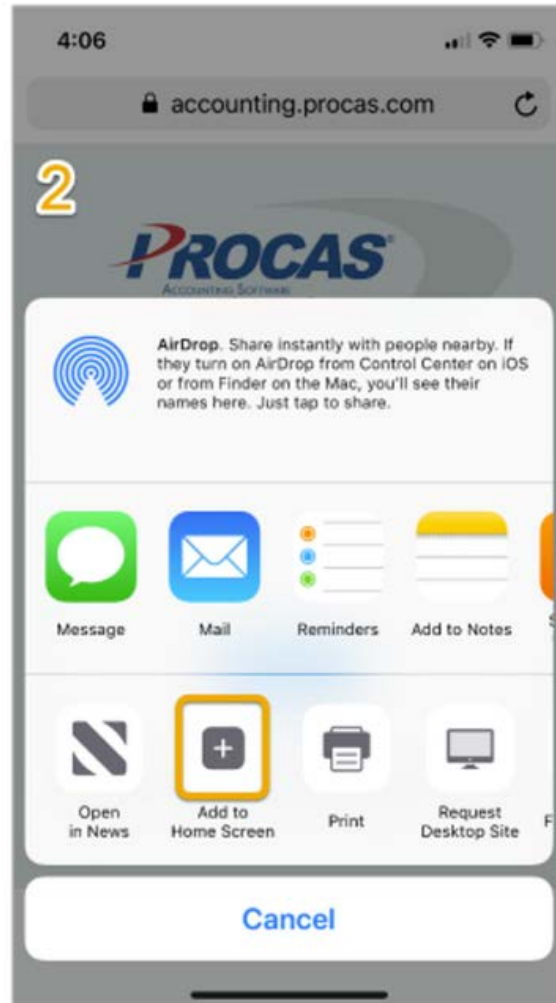 4:06
accounting.procas.com
2
PROCAS
ACCOUNTING SOFTWARE
AirDrop. Share instantly with people nearby. If
they turn on AirDrop from Control Center on iOS
or from Finder on the Mac, you'll see their
names here. Just tap to share.
Message Mail Reminders Add to Notes
Open Add to Print Request
in News Home Screen Desktop Site F
Cancel